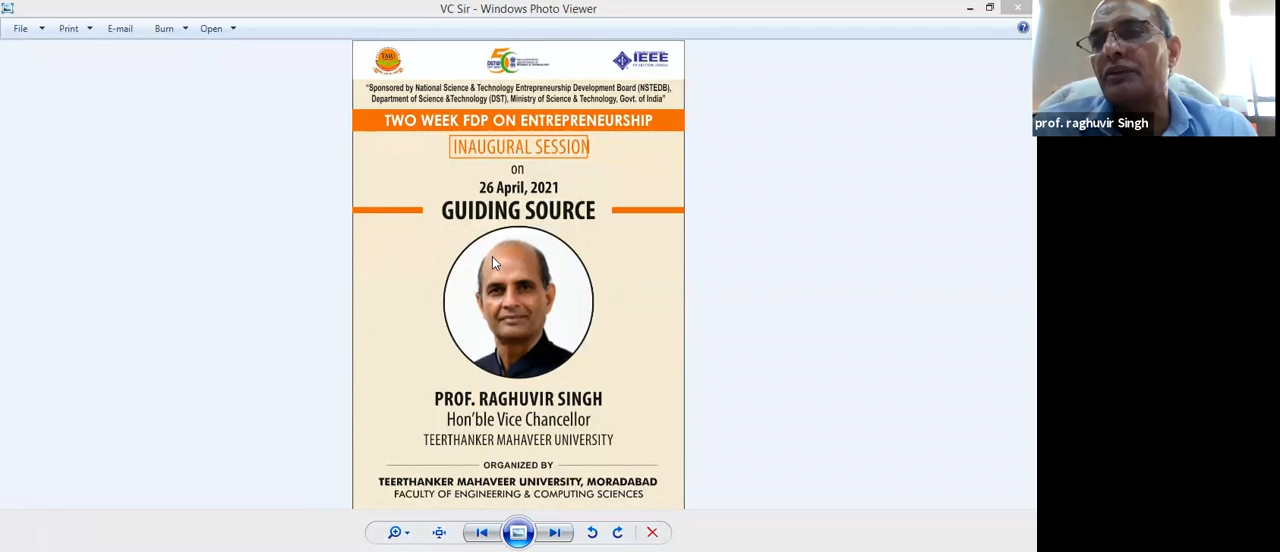 VC Sir - Windows Photo Viewer
File Print E-mail Burn Open
TMU
IEEE
"Sponsored by National Science & Technology Entrepreneurship Development Board (NSTEDB),
Department of Science &Technology (DST), Ministry of Science & Technology, Govt. of India"
TWO WEEK FDP ON ENTREPRENEURSHIP
INAUGURAL SESSION
on
26 April, 2021
GUIDING SOURCE
PROF. RAGHUVIR SINGH
Hon'ble Vice Chancellor
TEERTHANKER MAHAVEER UNIVERSITY
ORGANIZED BY
TEERTHANKER MAHAVEER UNIVERSITY, MORADABAD
FACULTY OF ENGINEERING & COMPUTING SCIENCES
prof. raghuvir Singh